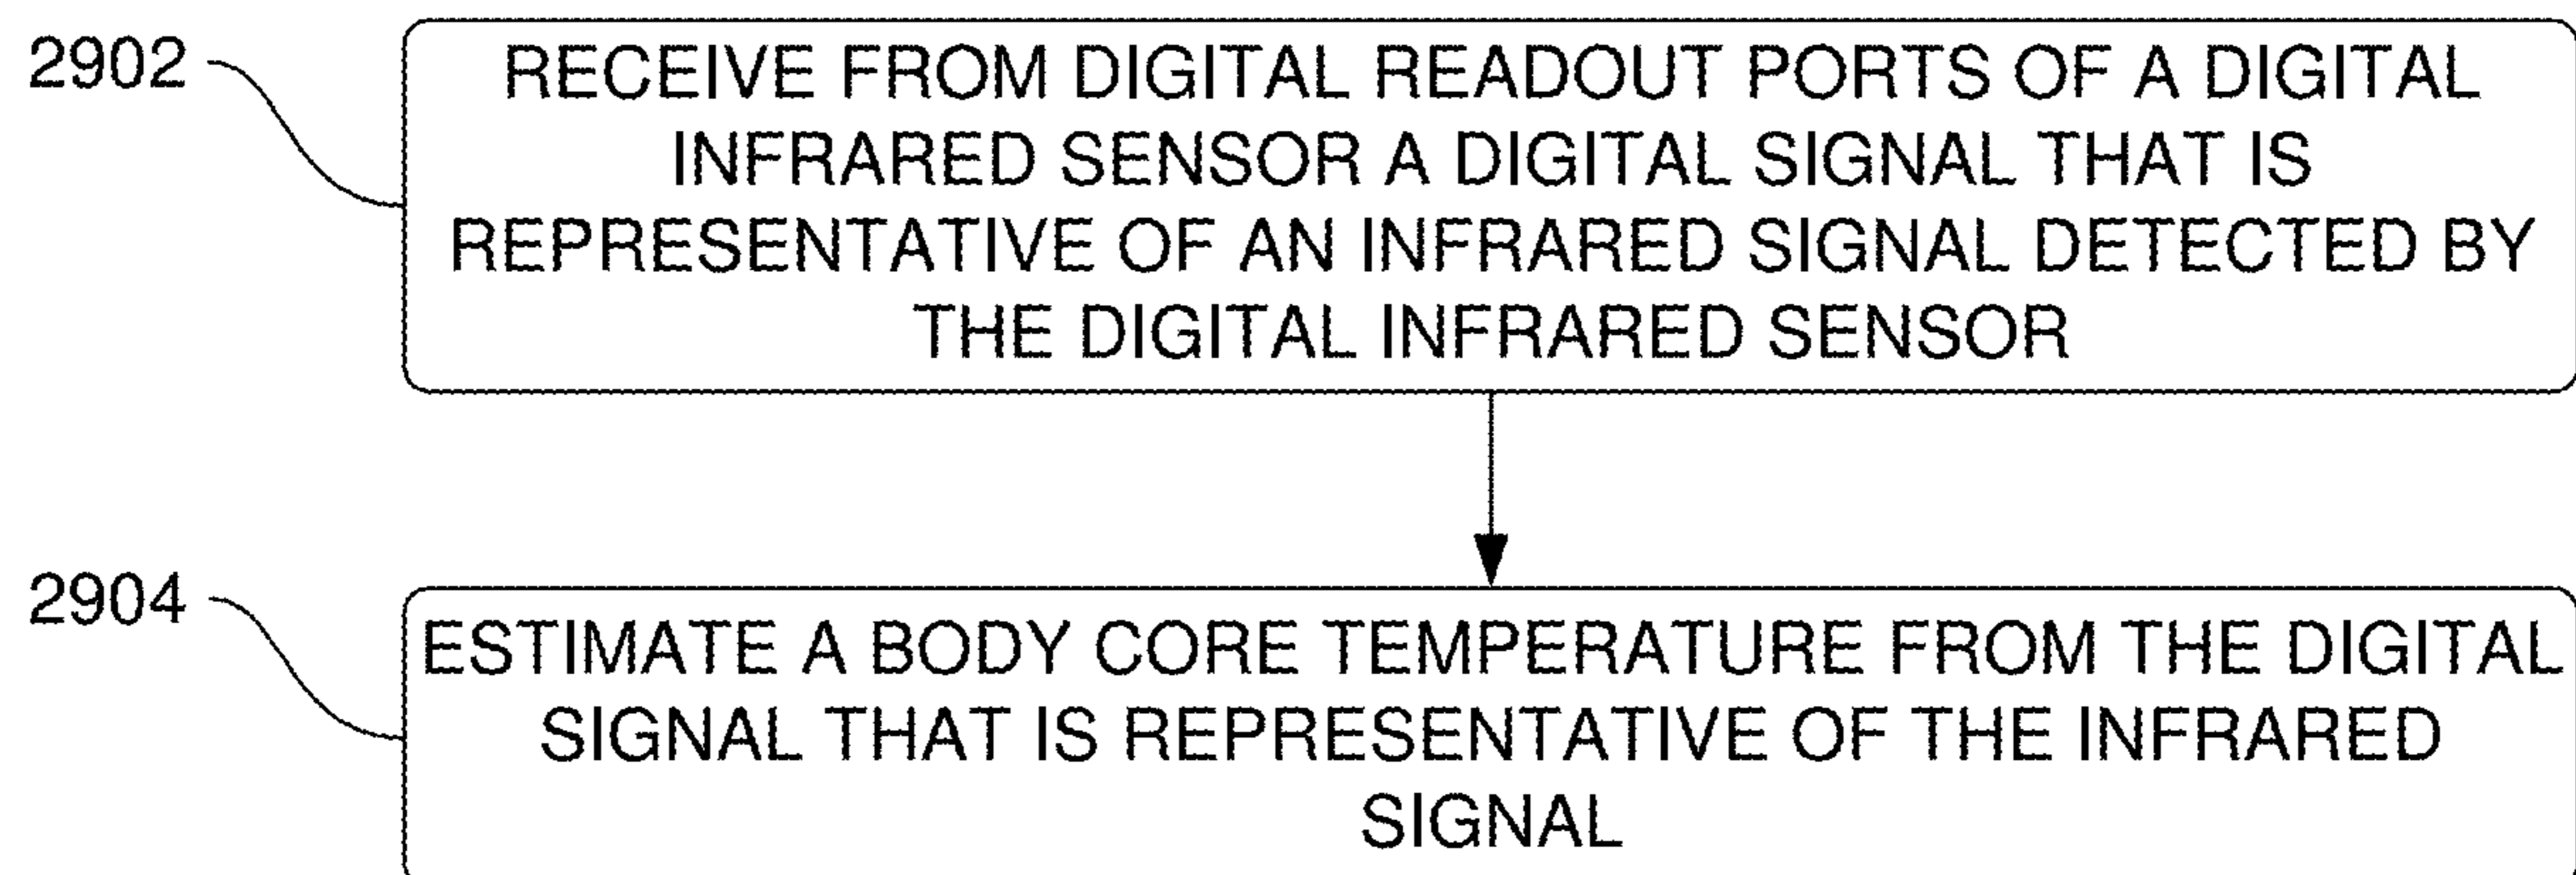 2902
RECEIVE FROM DIGITAL READOUT PORTS OF A DIGITAL
INFRARED SENSOR A DIGITAL SIGNAL THAT IS
REPRESENTATIVE OF AN INFRARED SIGNAL DETECTED BY
THE DIGITAL INFRARED SENSOR
2904
ESTIMATE A BODY CORE TEMPERATURE FROM THE DIGITAL
SIGNAL THAT IS REPRESENTATIVE OF THE INFRARED
SIGNAL